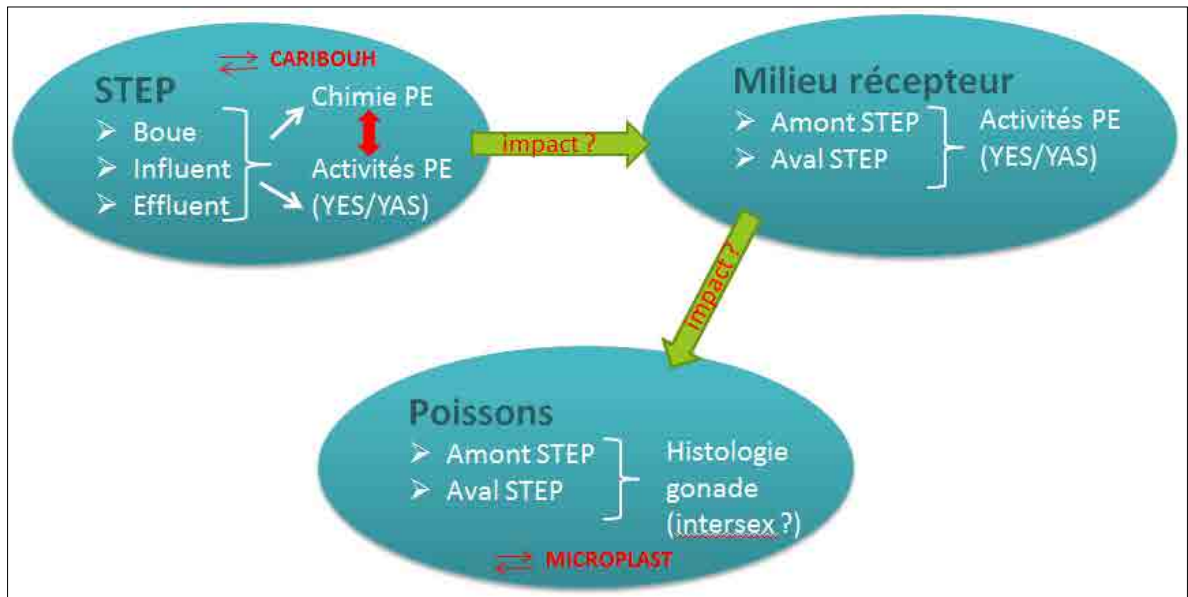 CARIBOUH
STEP
➢ Boue
➢ Influent
➢ Effluent
Chimie PE
Activités PE
(YES/YAS)
impact ?
Milieu récepteur
➢ Amont STEP
➢ Aval STEP
Activités PE
(YES/YAS)
impact ?
Poissons
➢ Amont STEP
➢ Aval STEP
Histologie
gonade
(intersex ?)
MICROPLAST